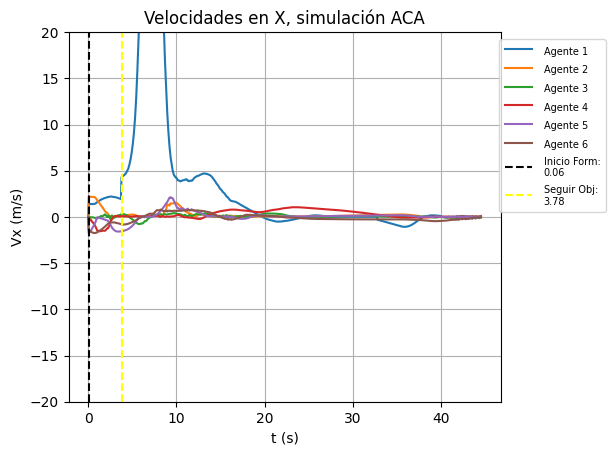 Velocidades en X, simulación ACA
Vx (m/s)
20
15
10
5
0
−5
−10
−15
−20
0
10
20
30
40
t (s)
Agente 1
Agente 2
Agente 3
Agente 4
Agente 5
Agente 6
Inicio Form:
0.06
Seguir Obj:
3.78